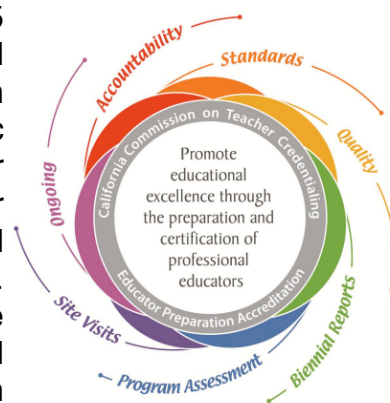 Accountability
Standards
Quality
Biennial Reports
Program Assessment
Site Visits
Ongoing
California Commission on Teacher Credentialing
Educator Preparation Accreditation
Promote
educational
excellence through
the preparation and
certification of
professional
educators